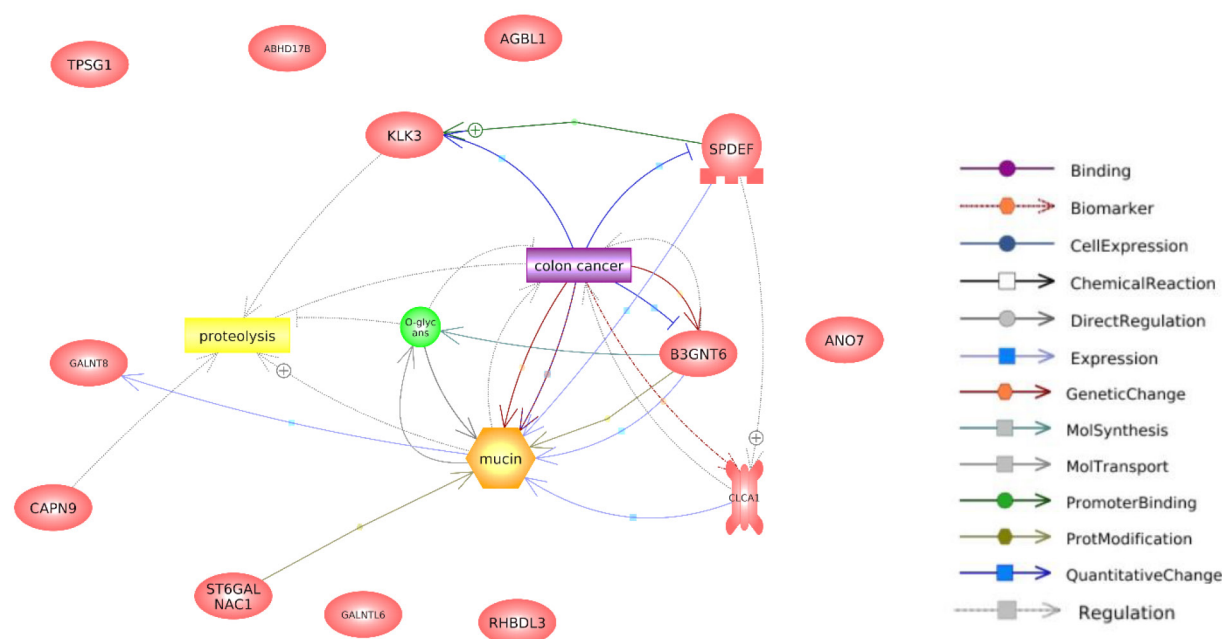 TPSG1
ABHD17B
AGBL1
KLK3
SPDEF
colon cancer
O-glyc
ans
proteolysis
GALNT8
B3GNT6
ANO7
mucin
CAPN9
CLCA1
ST6GAL
NAC1
GALNTL6
RHBDL3
Binding
Biomarker
CellExpression
ChemicalReaction
DirectRegulation
Expression
GeneticChange
MolSynthesis
MolTransport
PromoterBinding
ProtModification
QuantitativeChange
Regulation